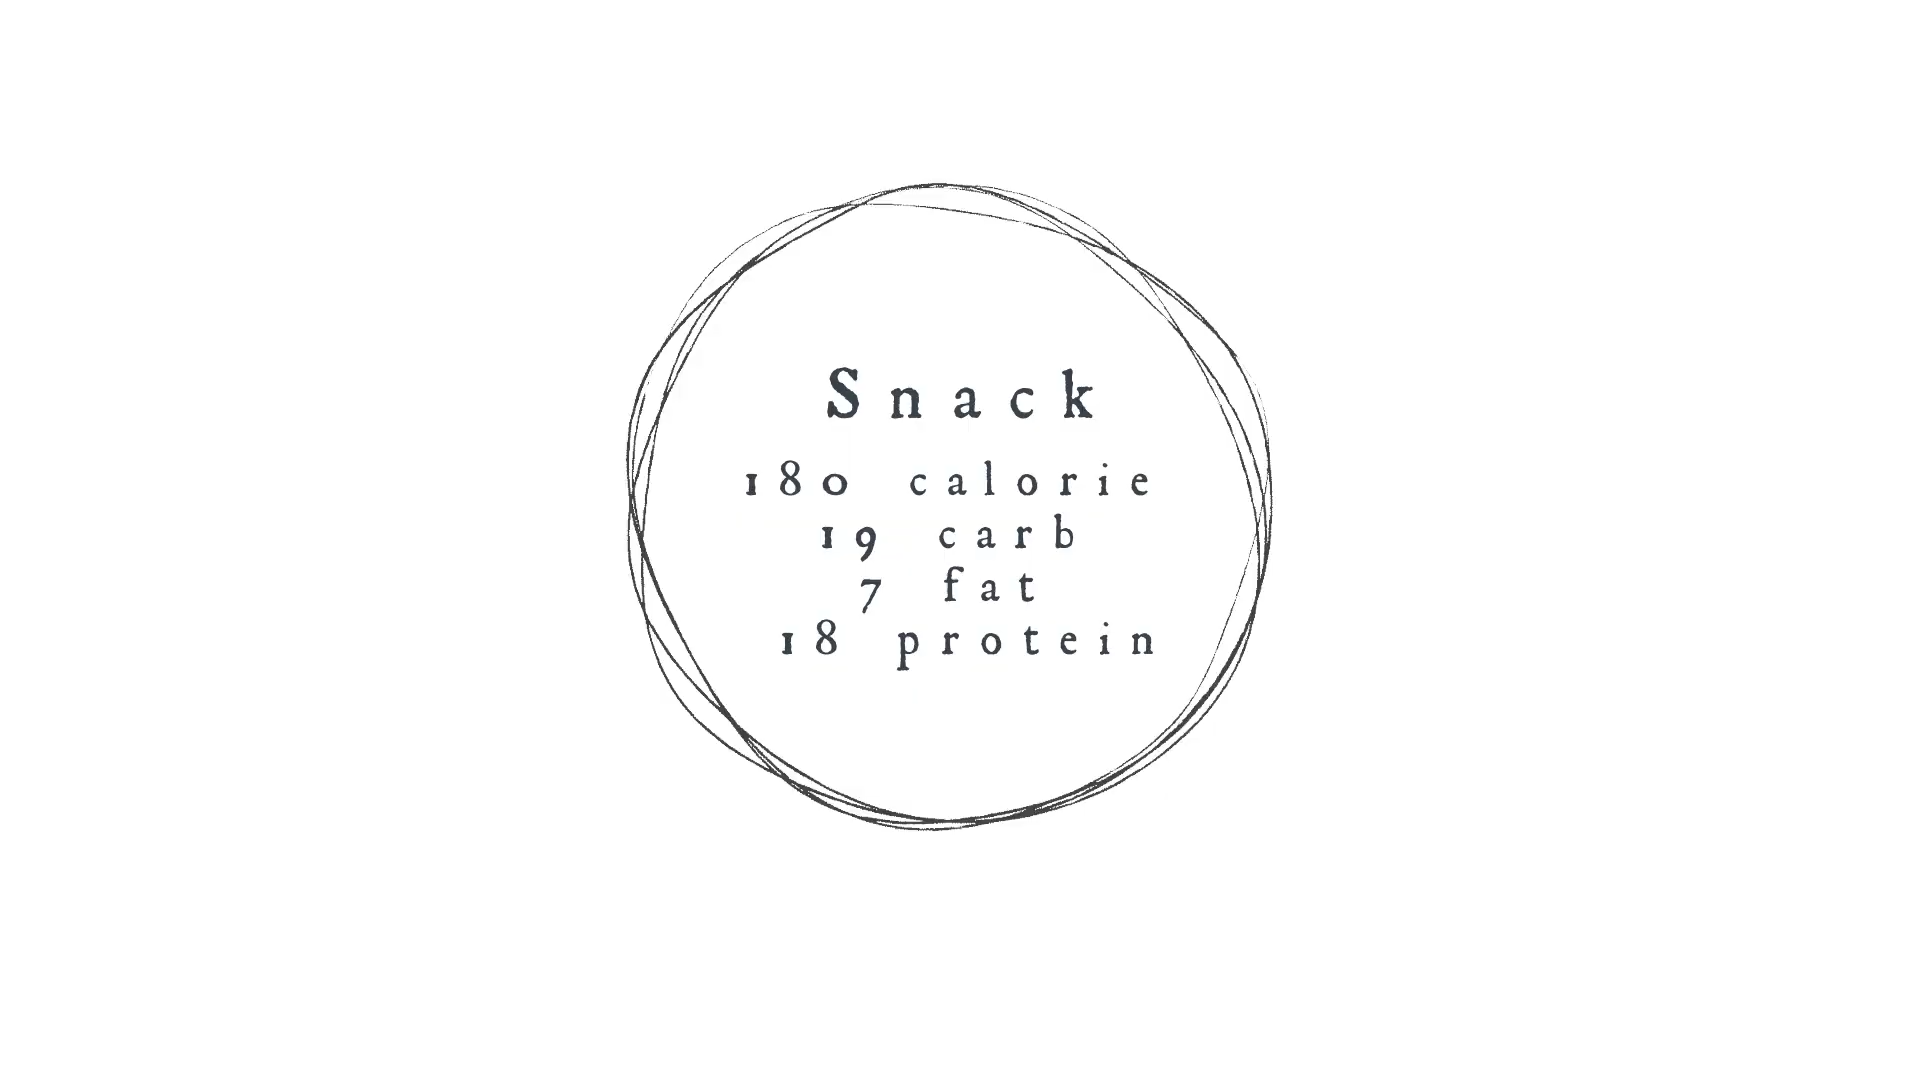 Snack
180 calorie
19 carb
7 fat
18 protein